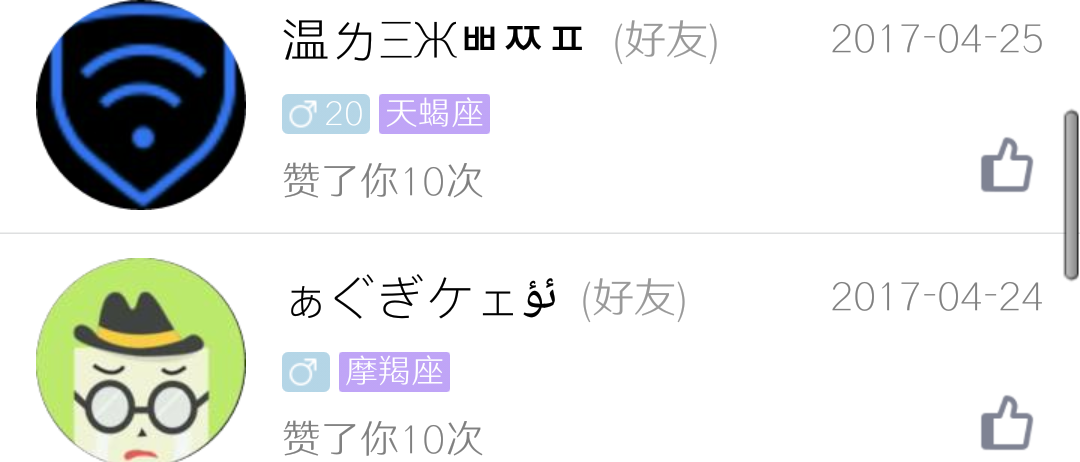 温ㄌ三米ㅃㅉㅍ (好友) 2017-04-25
♂20 天蝎座
赞了你10次
ぁぐぎケェئۇ (好友) 2017-04-24
♂ 摩羯座
赞了你10次